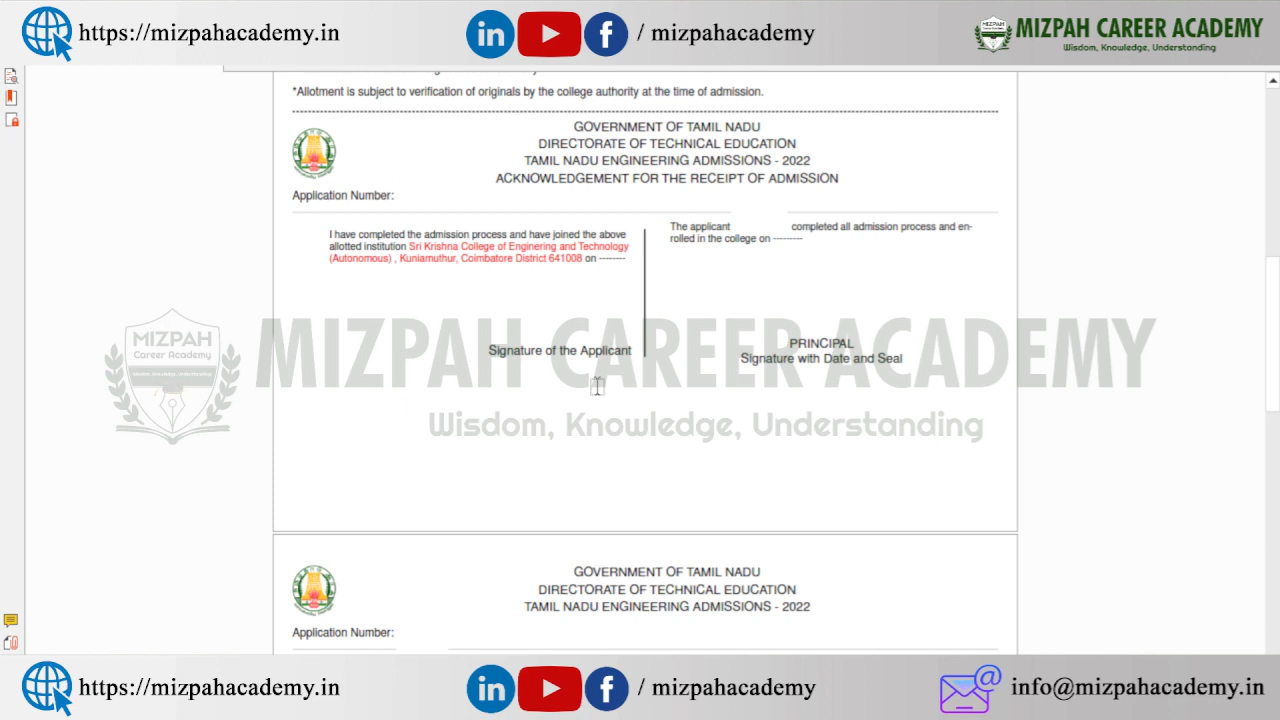 https://mizpahacademy.in
in
f
/ mizpahacademy
MIZPAH CAREER ACADEMY
Wisdom, Knowledge, Understanding
*Allotment is subject to verification of originals by the college authority at the time of admission.
GOVERNMENT OF TAMIL NADU
DIRECTORATE OF TECHNICAL EDUCATION
TAMIL NADU ENGINEERING ADMISSIONS - 2022
ACKNOWLEDGEMENT FOR THE RECEIPT OF ADMISSION
Application Number:
I have completed the admission process and have joined the above
allotted institution Sri Krishna College of Enginering and Technology
(Autonomous) , Kuniamuthur, Coimbatore District 641008 on --------
The applicant completed all admission process and en-
rolled in the college on ---------
Signature of the Applicant
PRINCIPAL
Signature with Date and Seal
MIZPAH
Career Academy
Wisdom, Knowledge, Understanding
MIZPAH CAREER ACADEMY
Wisdom, Knowledge, Understanding
GOVERNMENT OF TAMIL NADU
DIRECTORATE OF TECHNICAL EDUCATION
TAMIL NADU ENGINEERING ADMISSIONS - 2022
Application Number:
https://mizpahacademy.in
in
f
/ mizpahacademy
@
info@mizpahacademy.in